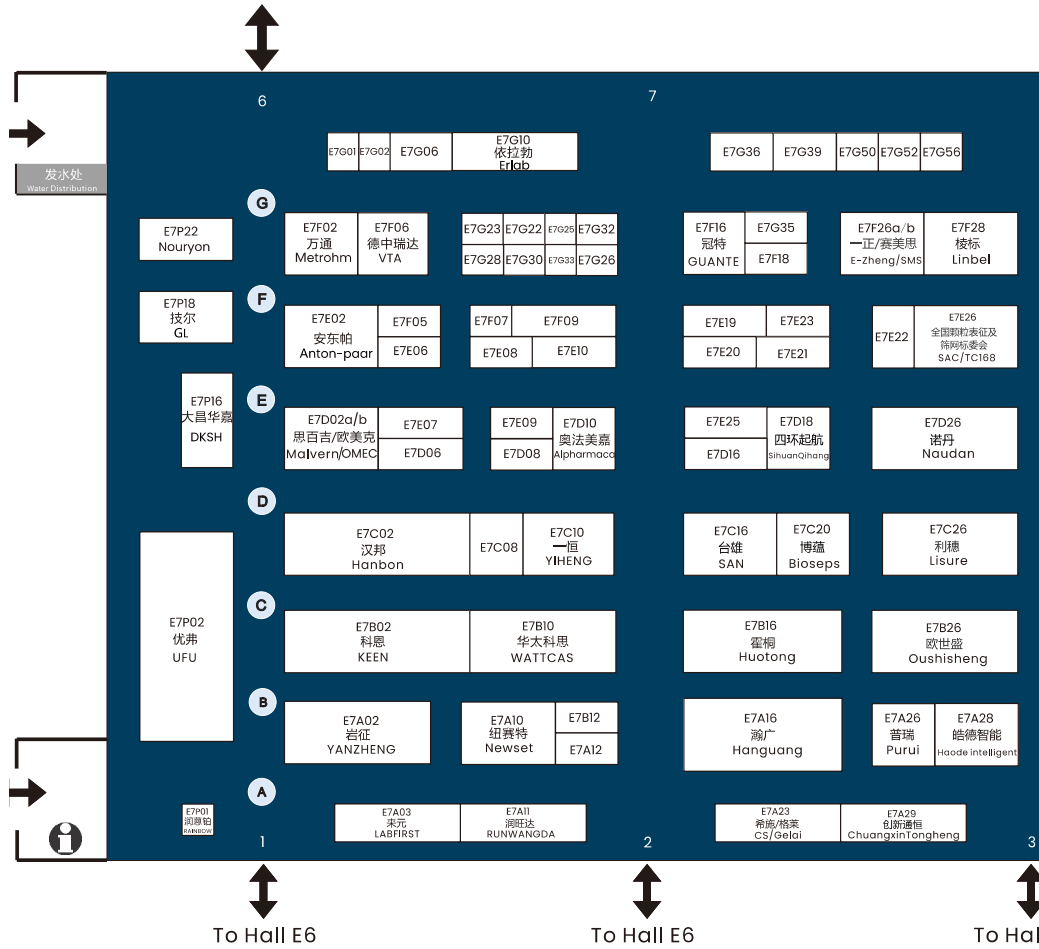 6
7
发水处
Water Distribution
E7G01
E7G02
E7G06
E7G10
依拉勃
Erlab
E7G36
E7G39
E7G50
E7G52
E7G56
G
E7P22
Nouryon
E7F02
万通
Metrohm
E7F06
德中瑞达
VTA
E7G23
E7G22
E7G25
E7G32
E7G28
E7G30
E7G33
E7G26
E7F16
冠特
GUANTE
E7G35
E7F18
E7F26a/b
一正/赛美思
E-Zheng/SMS
E7F28
棱标
Linbel
F
E7P18
技尔
GL
E7E02
安东帕
Anton-paar
E7F05
E7E06
E7F07
E7F09
E7E08
E7E10
E7E19
E7E23
E7E20
E7E21
E7E22
E7E26
全国颗粒表征及
筛网标委会
SAC/TC168
E
E7P16
大昌华嘉
DKSH
E7D02a/b
思百吉/欧美克
Malvern/OMEC
E7E07
E7D06
E7E09
E7D08
E7D10
奥法美嘉
Alpharmaca
E7E25
E7D16
E7D18
四环起航
SihuanQihang
E7D26
诺丹
Naudan
D
E7C02
汉邦
Hanbon
E7C08
E7C10
一恒
YIHENG
E7C16
台雄
SAN
E7C20
博蕴
Bioseps
E7C26
利穗
Lisure
C
E7P02
优弗
UFU
E7B02
科恩
KEEN
E7B10
华太科思
WATTCAS
E7B16
霍桐
Huotong
E7B26
欧世盛
Oushisheng
B
E7A02
岩征
YANZHENG
E7A10
纽赛特
Newset
E7B12
E7A12
E7A16
瀚广
Hanguang
E7A26
普瑞
Purui
E7A28
皓德智能
Haode intelligent
A
E7P01
润意铂
RAINBOW
E7A03
来元
LABFIRST
E7A11
润旺达
RUNWANGDA
E7A23
希施/格莱
CS/Gelai
E7A29
创新通恒
ChuangxinTongheng
1
2
3
To Hall E6
To Hall E6
To Hal